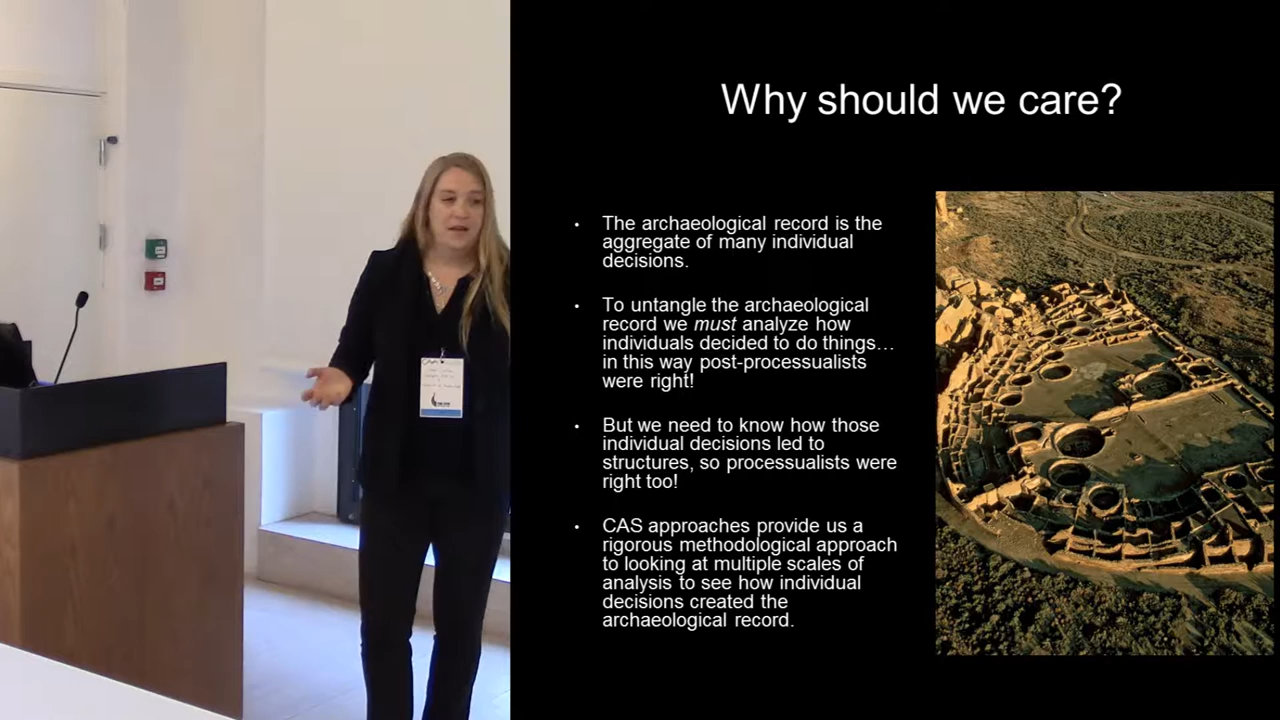 Why should we care?
• The archaeological record is the
aggregate of many individual
decisions.
• To untangle the archaeological
record we must analyze how
individuals decided to do things…
in this way post-processualists
were right!
• But we need to know how those
individual decisions led to
structures, so processualists were
right too!
• CAS approaches provide us a
rigorous methodological approach
to looking at multiple scales of
analysis to see how individual
decisions created the
archaeological record.